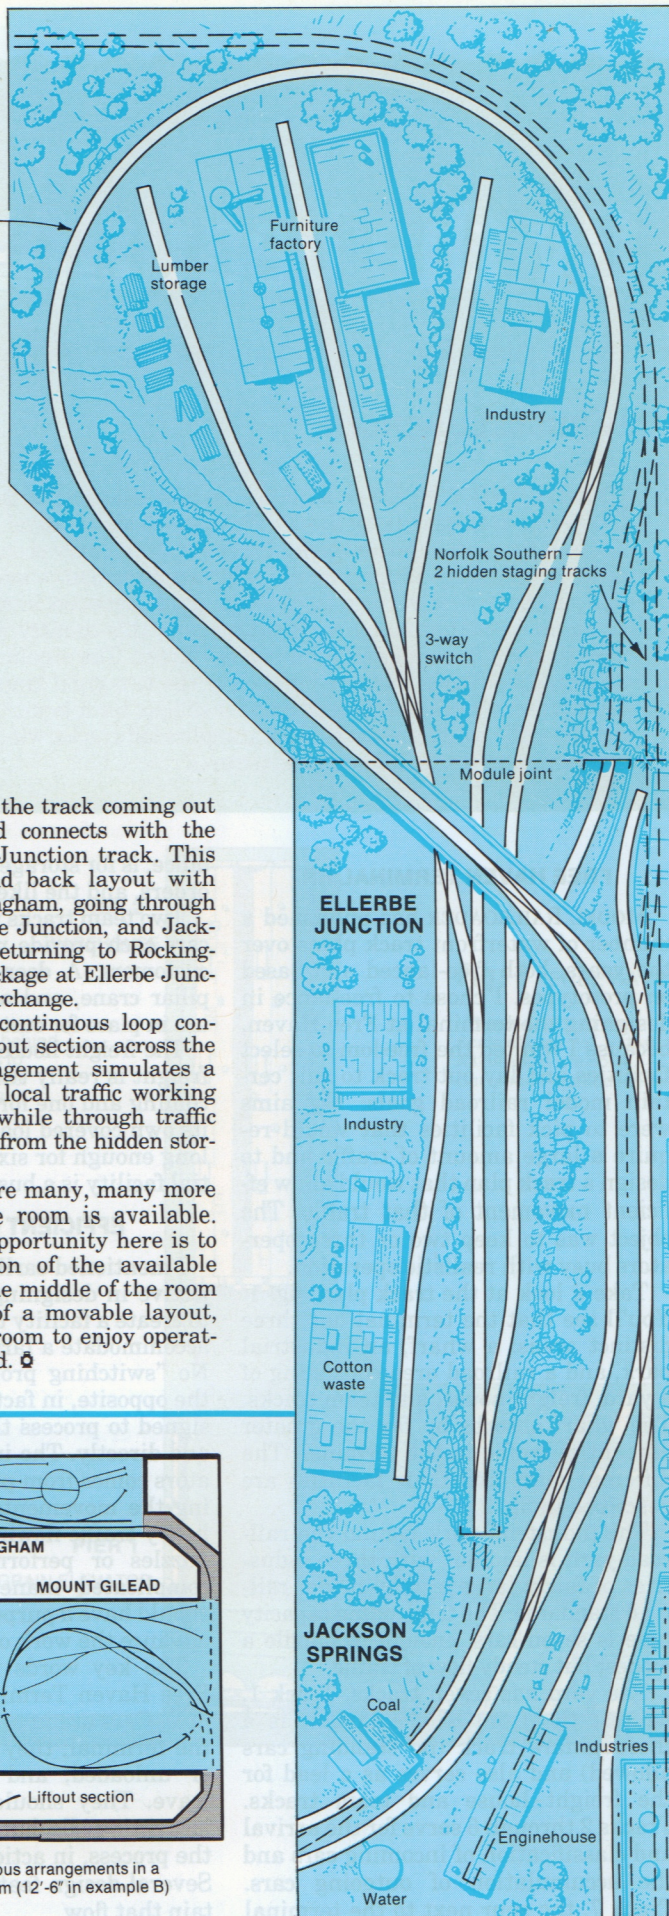 Furniture
factory
Lumber
storage
Industry
Norfolk Southern —
2 hidden staging tracks
3-way
switch
Module joint
the track coming out
d connects with the
Junction track. This
d track layout with
gham, going through
e Junction, and Jack-
eturning to Rocking-
ckage at Ellerbe Junc-
rchange.
continuous loop con-
out section across the
ngement simulates a
local traffic working
while through traffic
from the hidden stor-
re many, many more
room is available.
pportunity here is to
on of the available
e middle of the room
of a movable layout,
room to enjoy operat-
d.
ELLERBE
JUNCTION
Industry
Cotton
waste
GHAM
MOUNT GILEAD
Liftout section
ous arrangements in a
m (12'-6" in example B)
JACKSON
SPRINGS
Coal
Industries
Enginehouse
Water